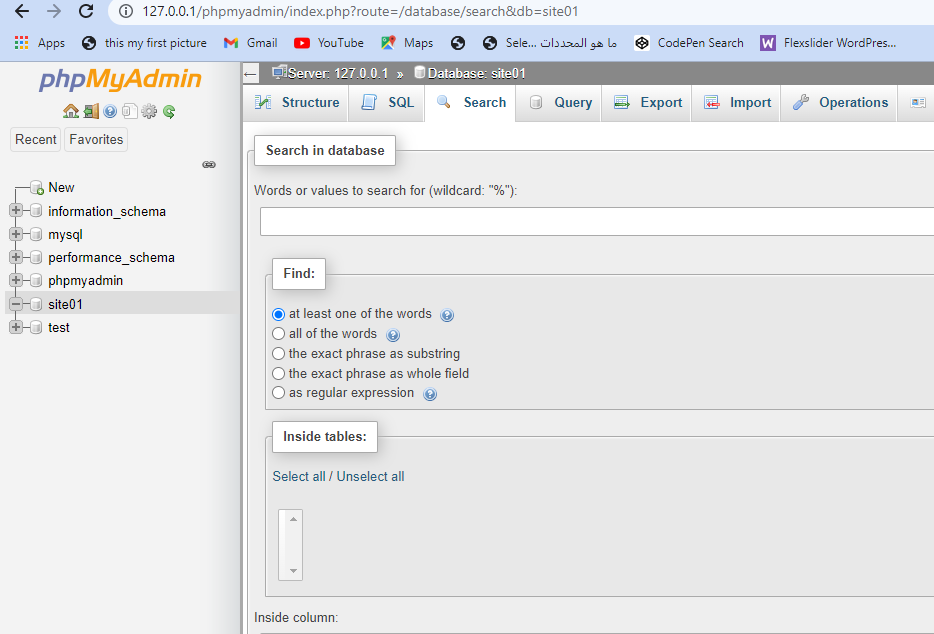 127.0.0.1/phpmyadmin/index.php?route=/database/search&db=site01
Apps this my first picture Gmail YouTube Maps Sele... ما هو المحددات CodePen Search W Flexslider WordPres...
phpMyAdmin
Recent Favorites
New
information_schema
mysql
performance_schema
phpmyadmin
site01
test
Server: 127.0.0.1 » Database: site01
Structure SQL Search Query Export Import Operations
Search in database
Words or values to search for (wildcard: "%"):
Find:
at least one of the words
all of the words
the exact phrase as substring
the exact phrase as whole field
as regular expression
Inside tables:
Select all / Unselect all
Inside column: